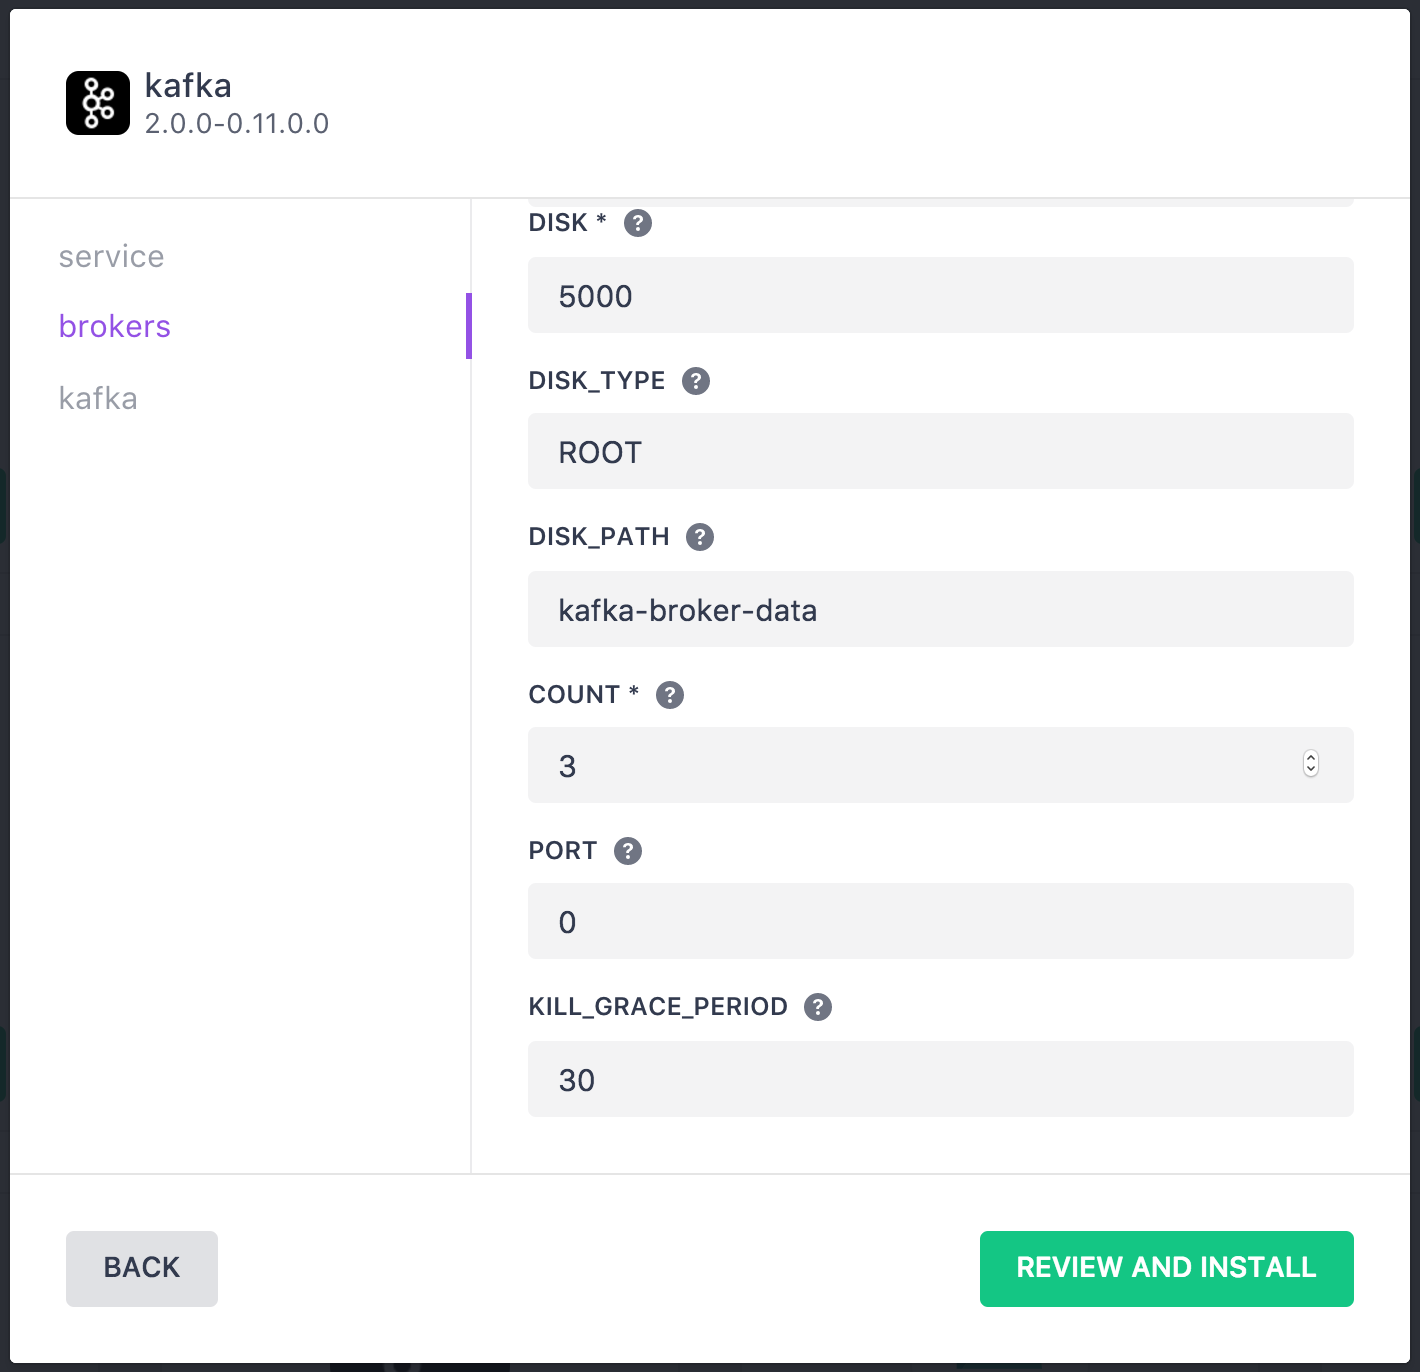 kafka
2.0.0-0.11.0.0
service
brokers
kafka
DISK * ?
5000
DISK_TYPE ?
ROOT
DISK_PATH ?
kafka-broker-data
COUNT * ?
3
PORT ?
0
KILL_GRACE_PERIOD ?
30
BACK
REVIEW AND INSTALL